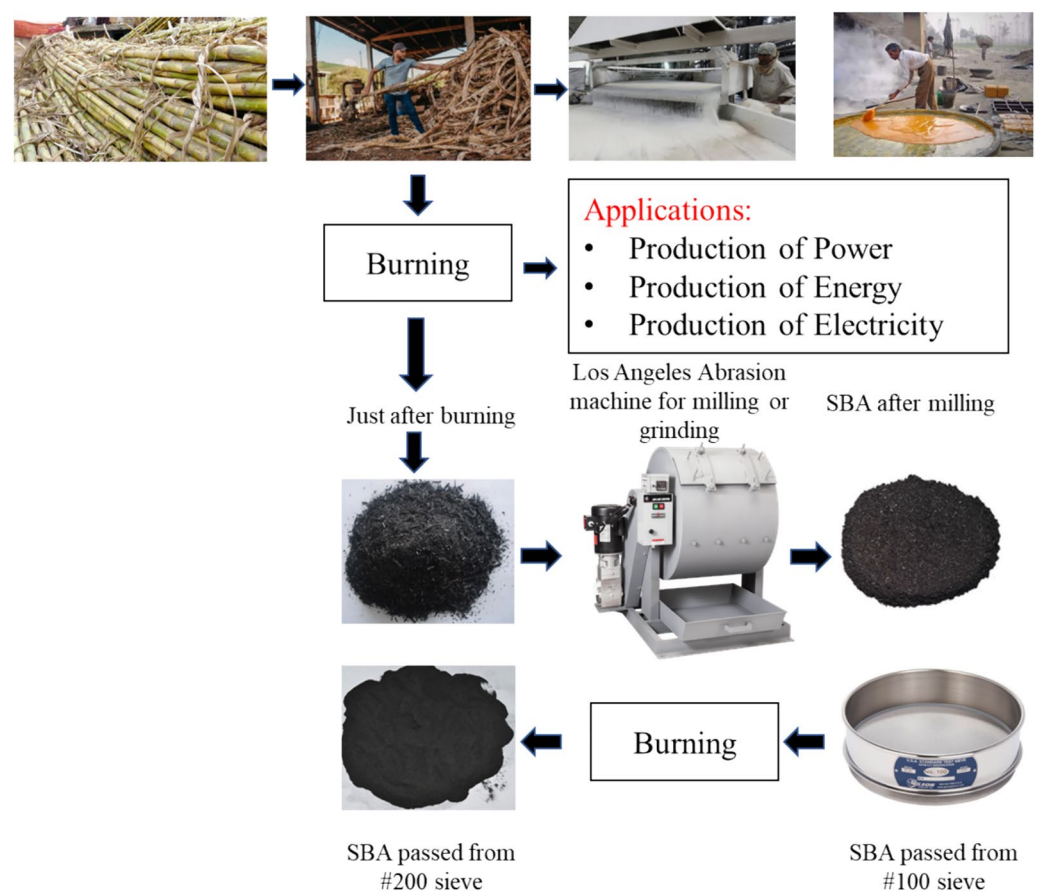 Burning
Applications:
• Production of Power
• Production of Energy
• Production of Electricity
Just after burning
Los Angeles Abrasion
machine for milling or
grinding
SBA after milling
Burning
SBA passed from
#200 sieve
SBA passed from
#100 sieve